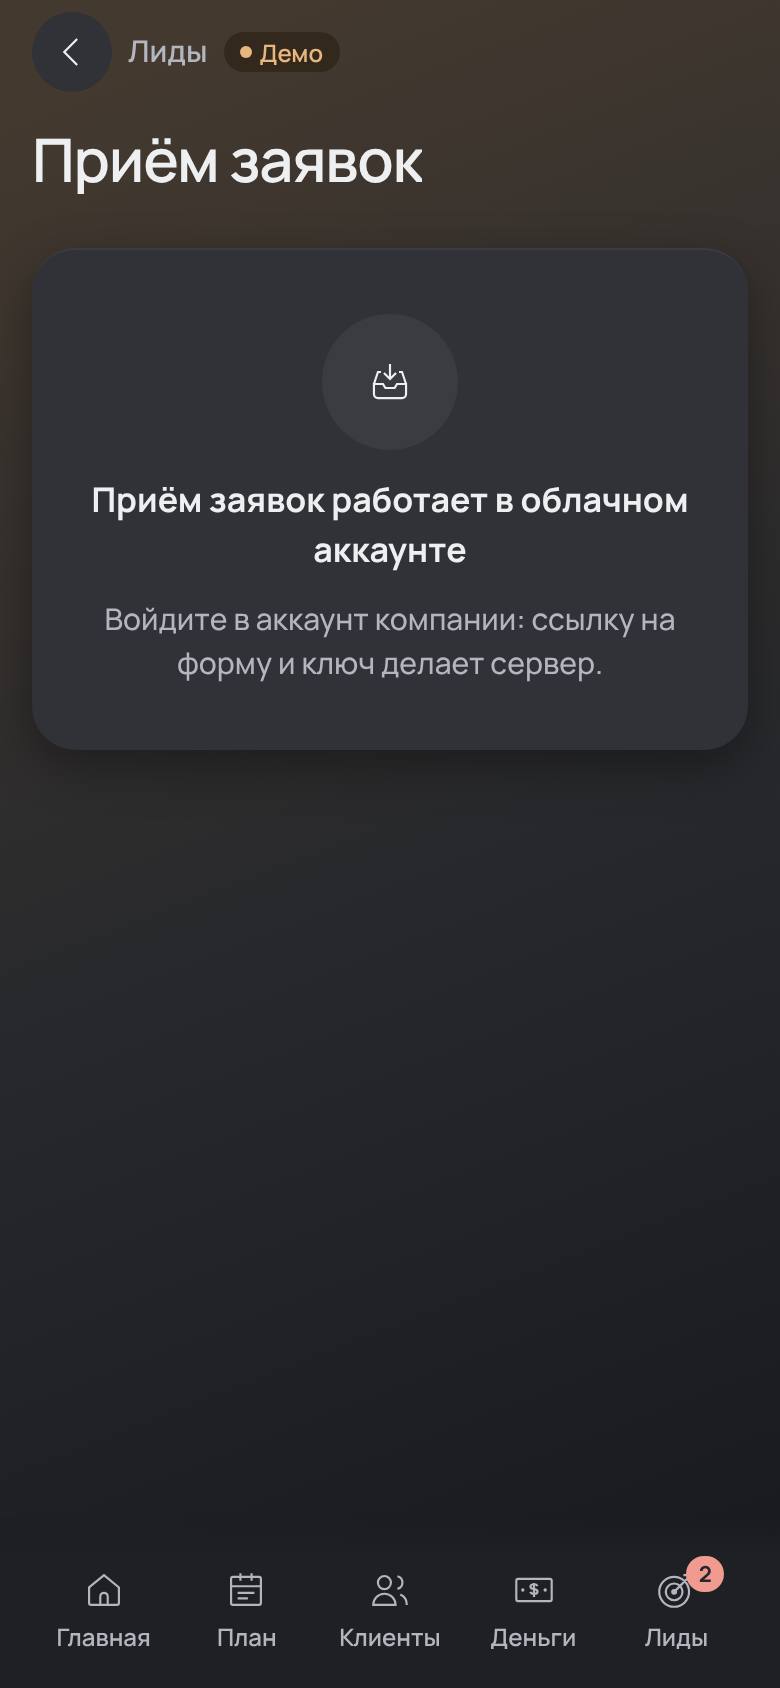 Лиды
Демо
Приём заявок
Приём заявок работает в облачном
аккаунте
Войдите в аккаунт компании: ссылку на
форму и ключ делает сервер.
2
Главная
План
Клиенты
Деньги
Лиды